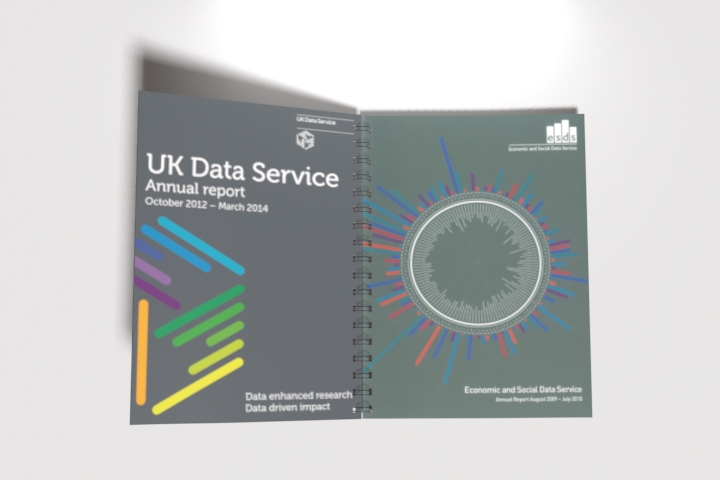 UK Data Service
UK Data Service
Annual report
October 2012 – March 2014
Data enhanced research
Data driven impact
esds
Economic and Social Data Service
Economic and Social Data Service
Annual Report August 2009 – July 2010